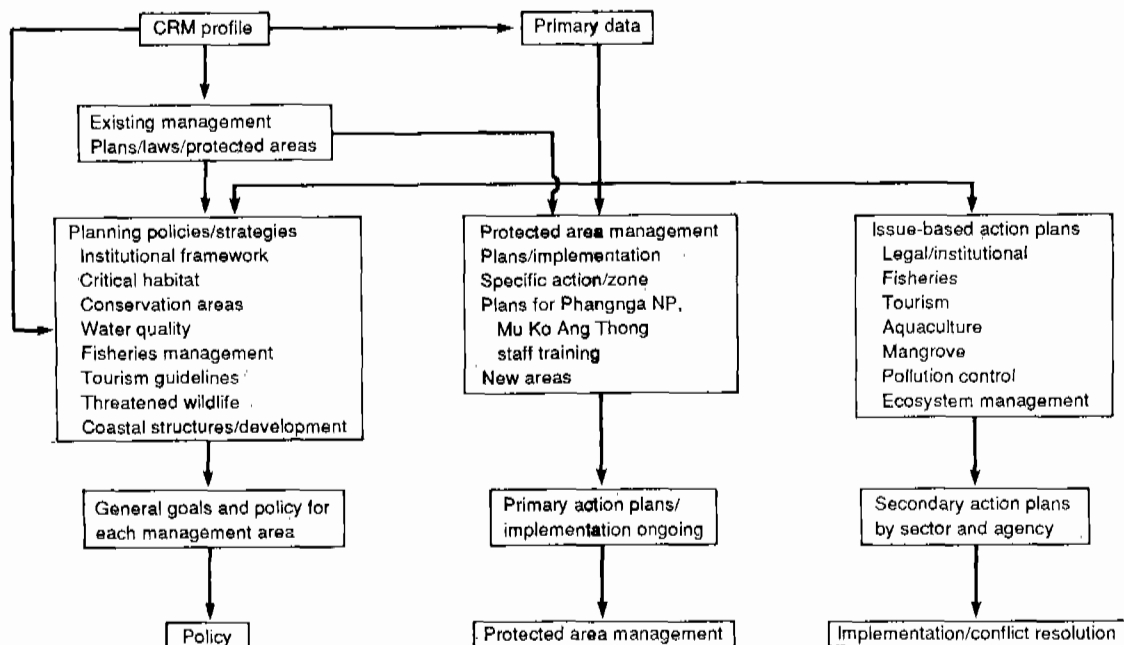 CRM profile
Primary data
Existing management
Plans/laws/protected areas
Planning policies/strategies
Institutional framework
Critical habitat
Conservation areas
Water quality
Fisheries management
Tourism guidelines
Threatened wildlife
Coastal structures/development
Protected area management
Plans/implementation
Specific action/zone
Plans for Phangnga NP,
Mu Ko Ang Thong
staff training
New areas
Issue-based action plans
Legal/institutional
Fisheries
Tourism
Aquaculture
Mangrove
Pollution control
Ecosystem management
General goals and policy for
each management area
Primary action plans/
implementation ongoing
Secondary action plans
by sector and agency
Policy
Protected area management
Implementation/conflict resolution